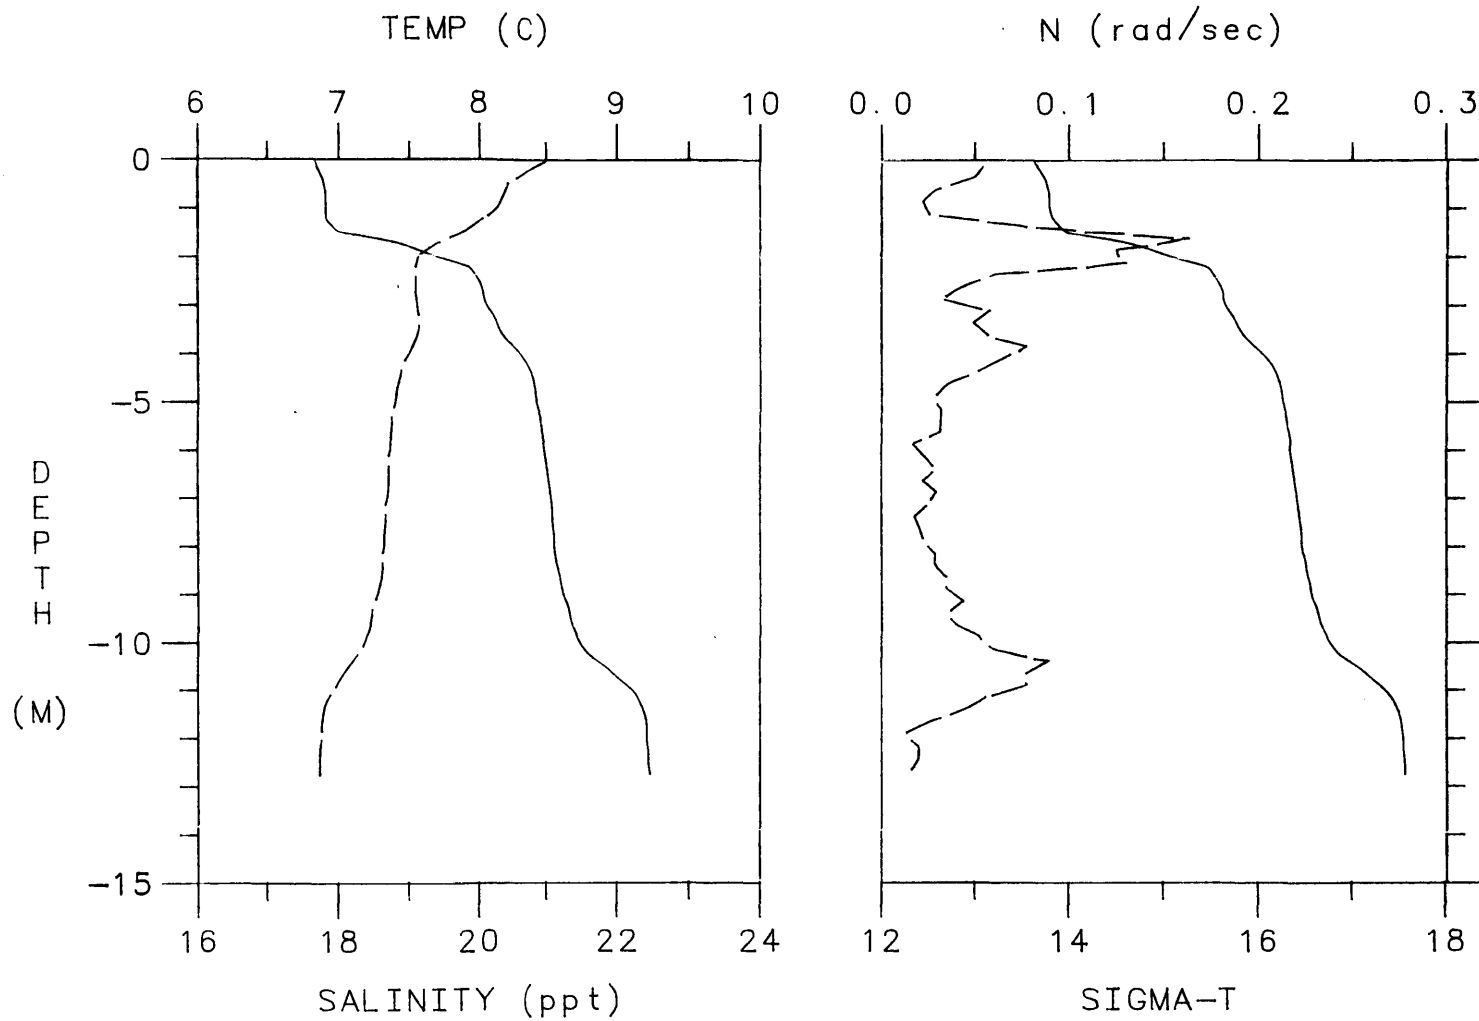 TEMP (C)
N (rad/sec)
6 7 8 9 10
0.0 0.1 0.2 0.3
0
-5
-10
-15
DEPTH
(M)
16 18 20 22 24
12 14 16 18
SALINITY (ppt)
SIGMA-T